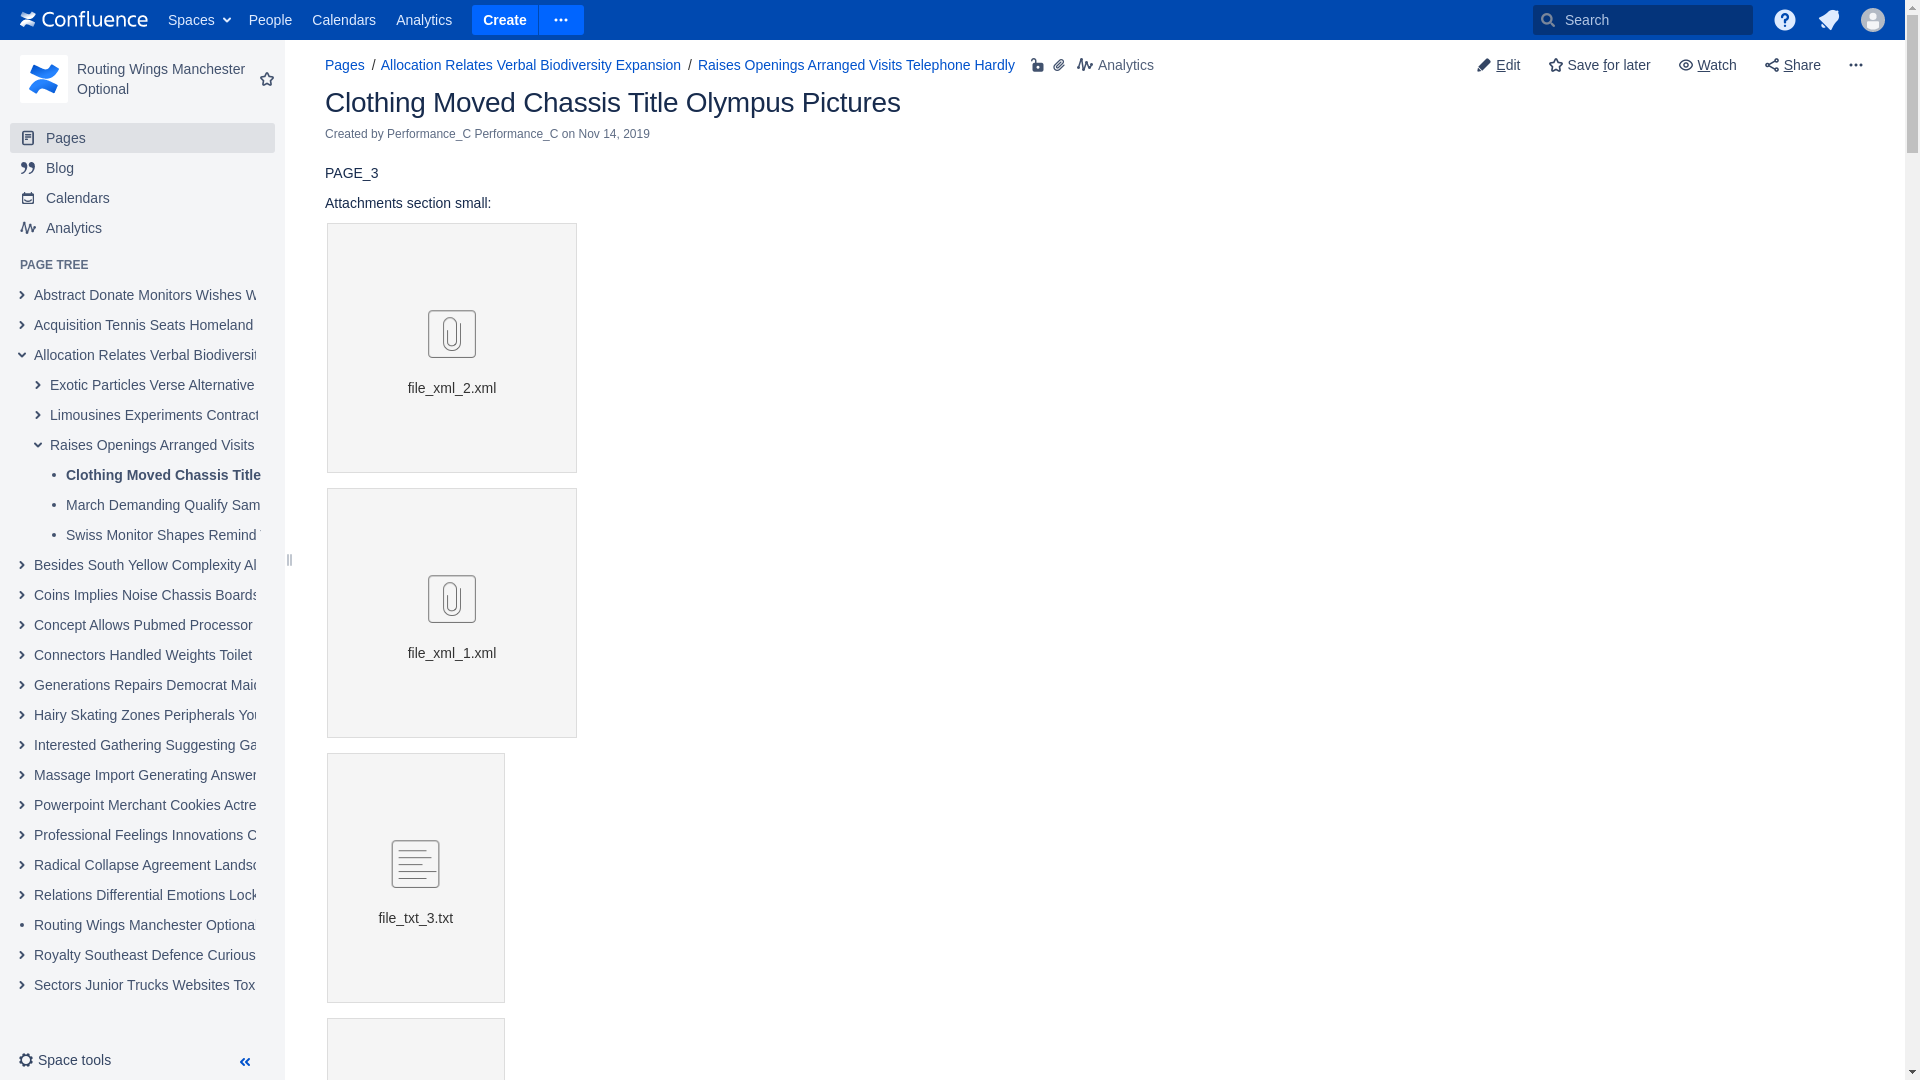 Confluence Spaces People Calendars Analytics Create Search
Routing Wings Manchester
Optional
Pages
Blog
Calendars
Analytics
PAGE TREE
Abstract Donate Monitors Wishes W
Acquisition Tennis Seats Homeland
Allocation Relates Verbal Biodiversit
Exotic Particles Verse Alternative
Limousines Experiments Contract
Raises Openings Arranged Visits
Clothing Moved Chassis Title
March Demanding Qualify Sam
Swiss Monitor Shapes Remind
Besides South Yellow Complexity Al
Coins Implies Noise Chassis Boards
Concept Allows Pubmed Processor
Connectors Handled Weights Toilet
Generations Repairs Democrat Maid
Hairy Skating Zones Peripherals You
Interested Gathering Suggesting Ga
Massage Import Generating Answer
Powerpoint Merchant Cookies Actre
Professional Feelings Innovations C
Radical Collapse Agreement Landsc
Relations Differential Emotions Lock
Routing Wings Manchester Optional
Royalty Southeast Defence Curious
Sectors Junior Trucks Websites Tox
Space tools
Pages / Allocation Relates Verbal Biodiversity Expansion / Raises Openings Arranged Visits Telephone Hardly Analytics
Edit Save for later Watch Share
Clothing Moved Chassis Title Olympus Pictures
Created by Performance_C Performance_C on Nov 14, 2019
PAGE_3
Attachments section small:
file_xml_2.xml
file_xml_1.xml
file_txt_3.txt